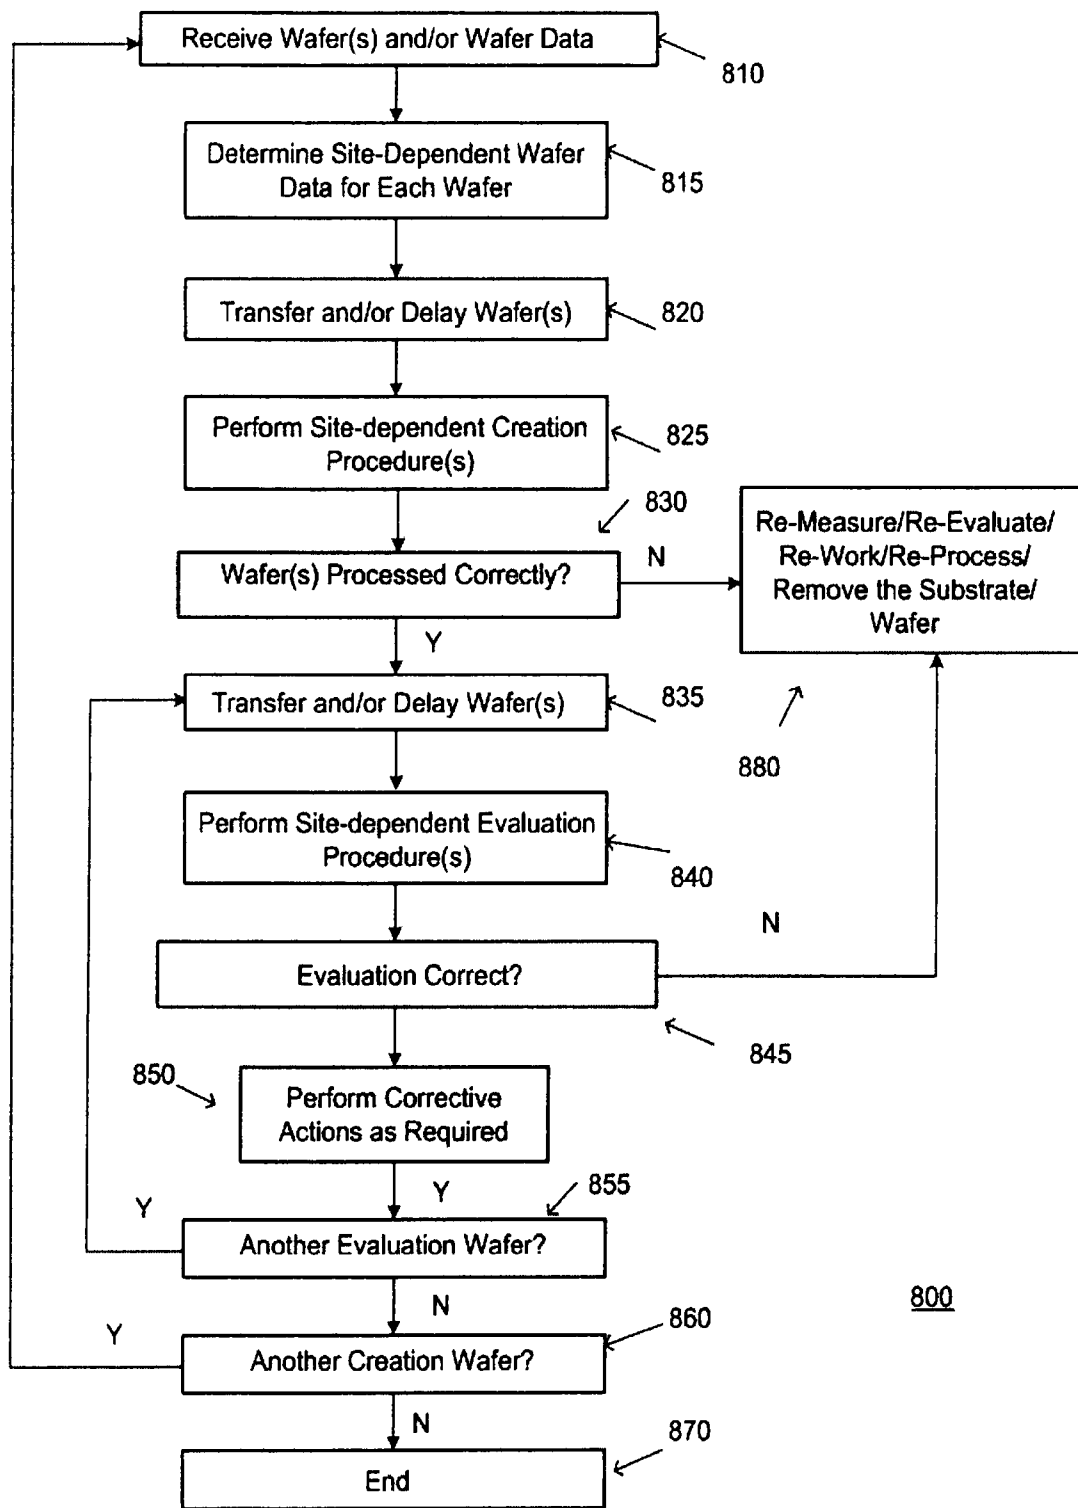 Receive Wafer(s) and/or Wafer Data
810
Determine Site-Dependent Wafer
Data for Each Wafer
815
Transfer and/or Delay Wafer(s)
820
Perform Site-dependent Creation
Procedure(s)
825
830
Wafer(s) Processed Correctly?
N
Re-Measure/Re-Evaluate/
Re-Work/Re-Process/
Remove the Substrate/
Wafer
Y
Transfer and/or Delay Wafer(s)
835
880
Perform Site-dependent Evaluation
Procedure(s)
840
N
Evaluation Correct?
845
850
Perform Corrective
Actions as Required
Y
855
Y
Another Evaluation Wafer?
N
800
Y
860
Another Creation Wafer?
N
870
End